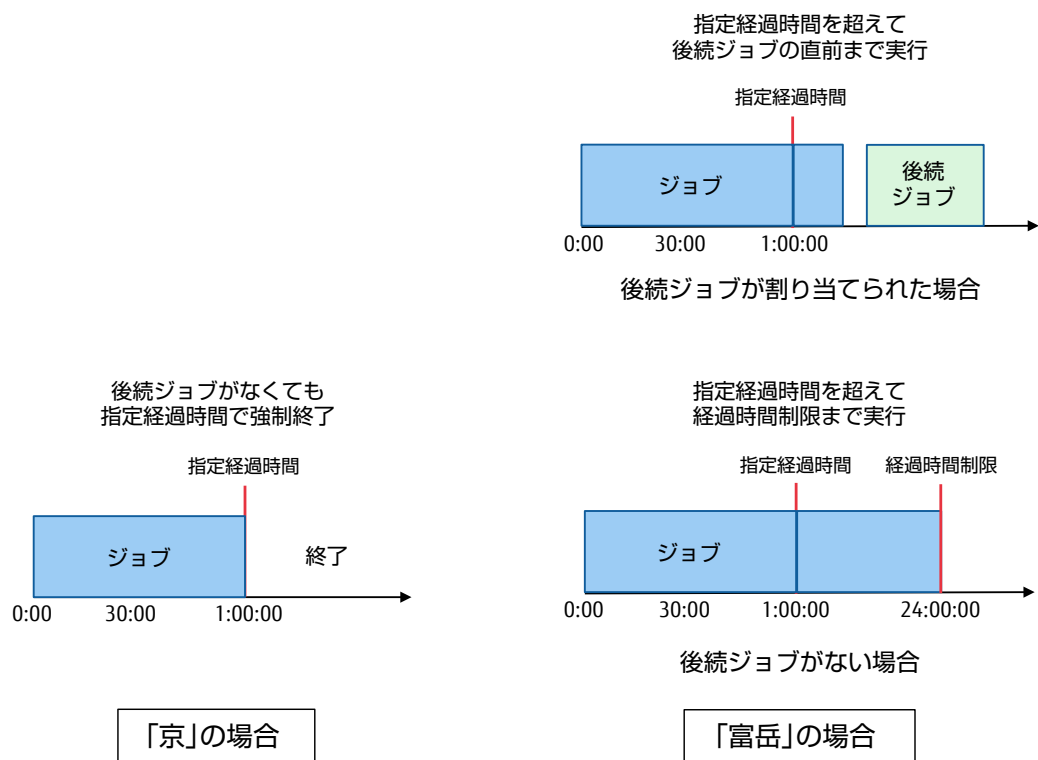 指定経過時間を超えて
後続ジョブの直前まで実行
指定経過時間
ジョブ
後続
ジョブ
0:00 30:00 1:00:00
後続ジョブが割り当てられた場合
後続ジョブがなくても
指定経過時間で強制終了
指定経過時間
ジョブ
終了
0:00 30:00 1:00:00
「京」の場合
指定経過時間を超えて
経過時間制限まで実行
指定経過時間 経過時間制限
ジョブ
0:00 30:00 1:00:00 24:00:00
後続ジョブがない場合
「富岳」の場合